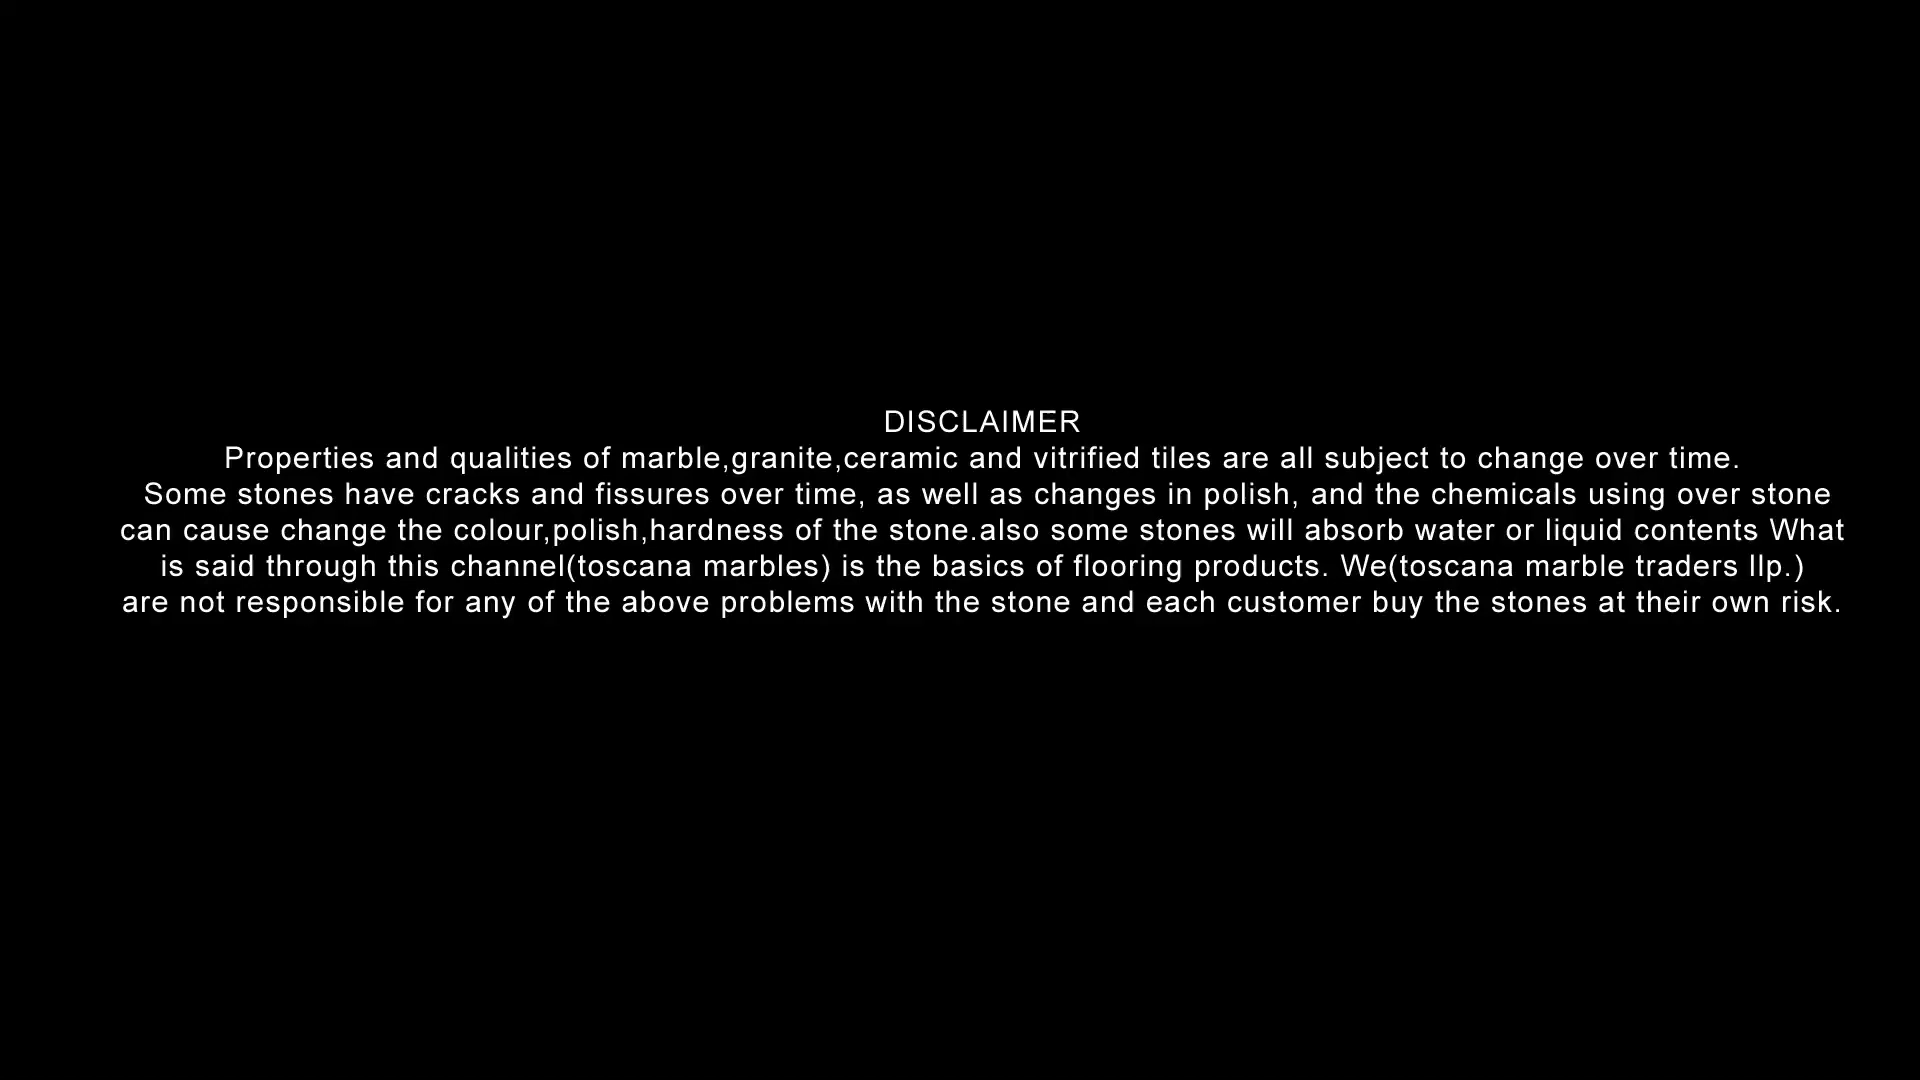 DISCLAIMER
Properties and qualities of marble,granite,ceramic and vitrified tiles are all subject to change over time.
Some stones have cracks and fissures over time, as well as changes in polish, and the chemicals using over stone
can cause change the colour,polish,hardness of the stone.also some stones will absorb water or liquid contents What
is said through this channel(toscana marbles) is the basics of flooring products. We(toscana marble traders llp.)
are not responsible for any of the above problems with the stone and each customer buy the stones at their own risk.